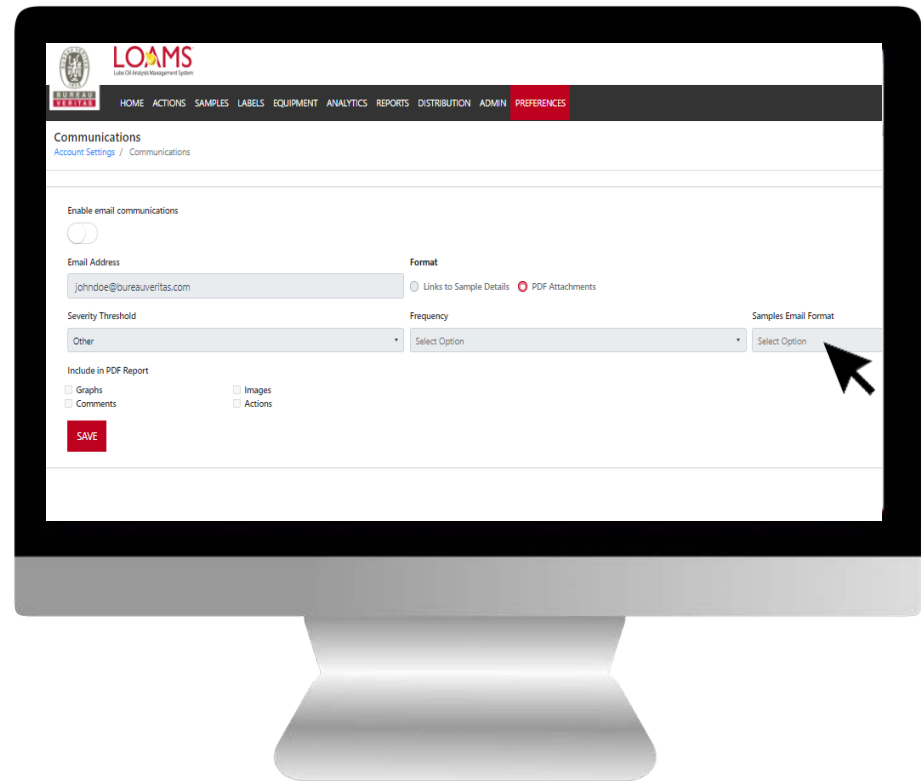 LOAMS
Lube Oil Analysis Management System
BUREAU
VERITAS
HOME ACTIONS SAMPLES LABELS EQUIPMENT ANALYTICS REPORTS DISTRIBUTION ADMIN PREFERENCES
Communications
Account Settings / Communications
Enable email communications
Email Address Format
johndoe@bureauveritas.com Links to Sample Details PDF Attachments
Severity Threshold Frequency Samples Email Format
Other Select Option Select Option
Include in PDF Report
Graphs Images
Comments Actions
SAVE